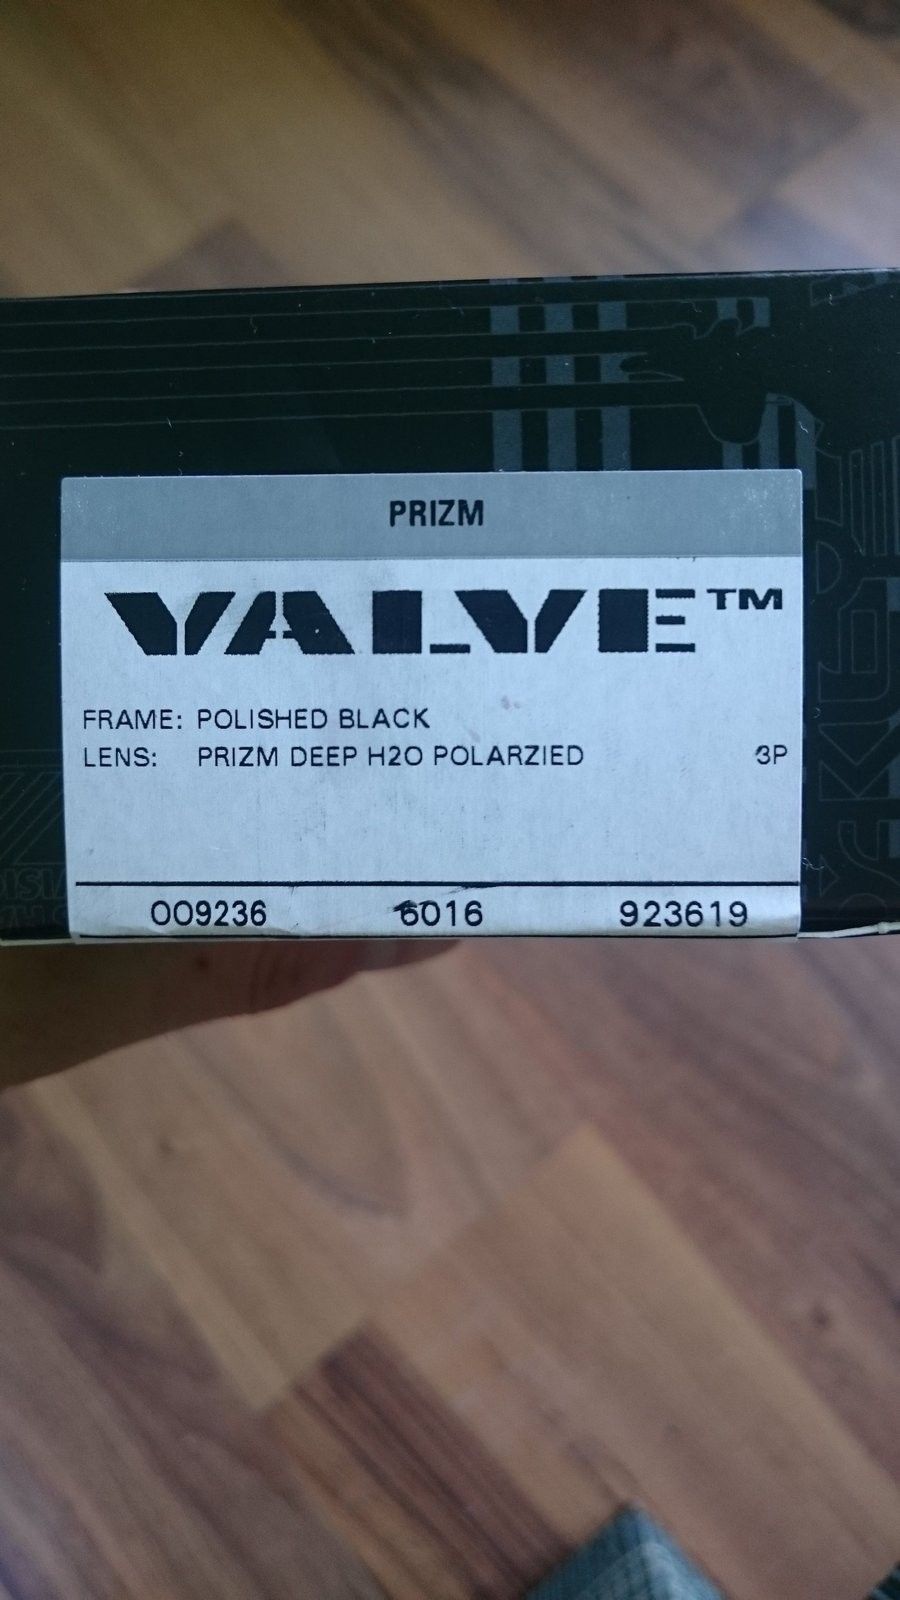 PRIZM
VALVE™
FRAME: POLISHED BLACK
LENS: PRIZM DEEP H2O POLARZIED 3P
009236 6016 923619